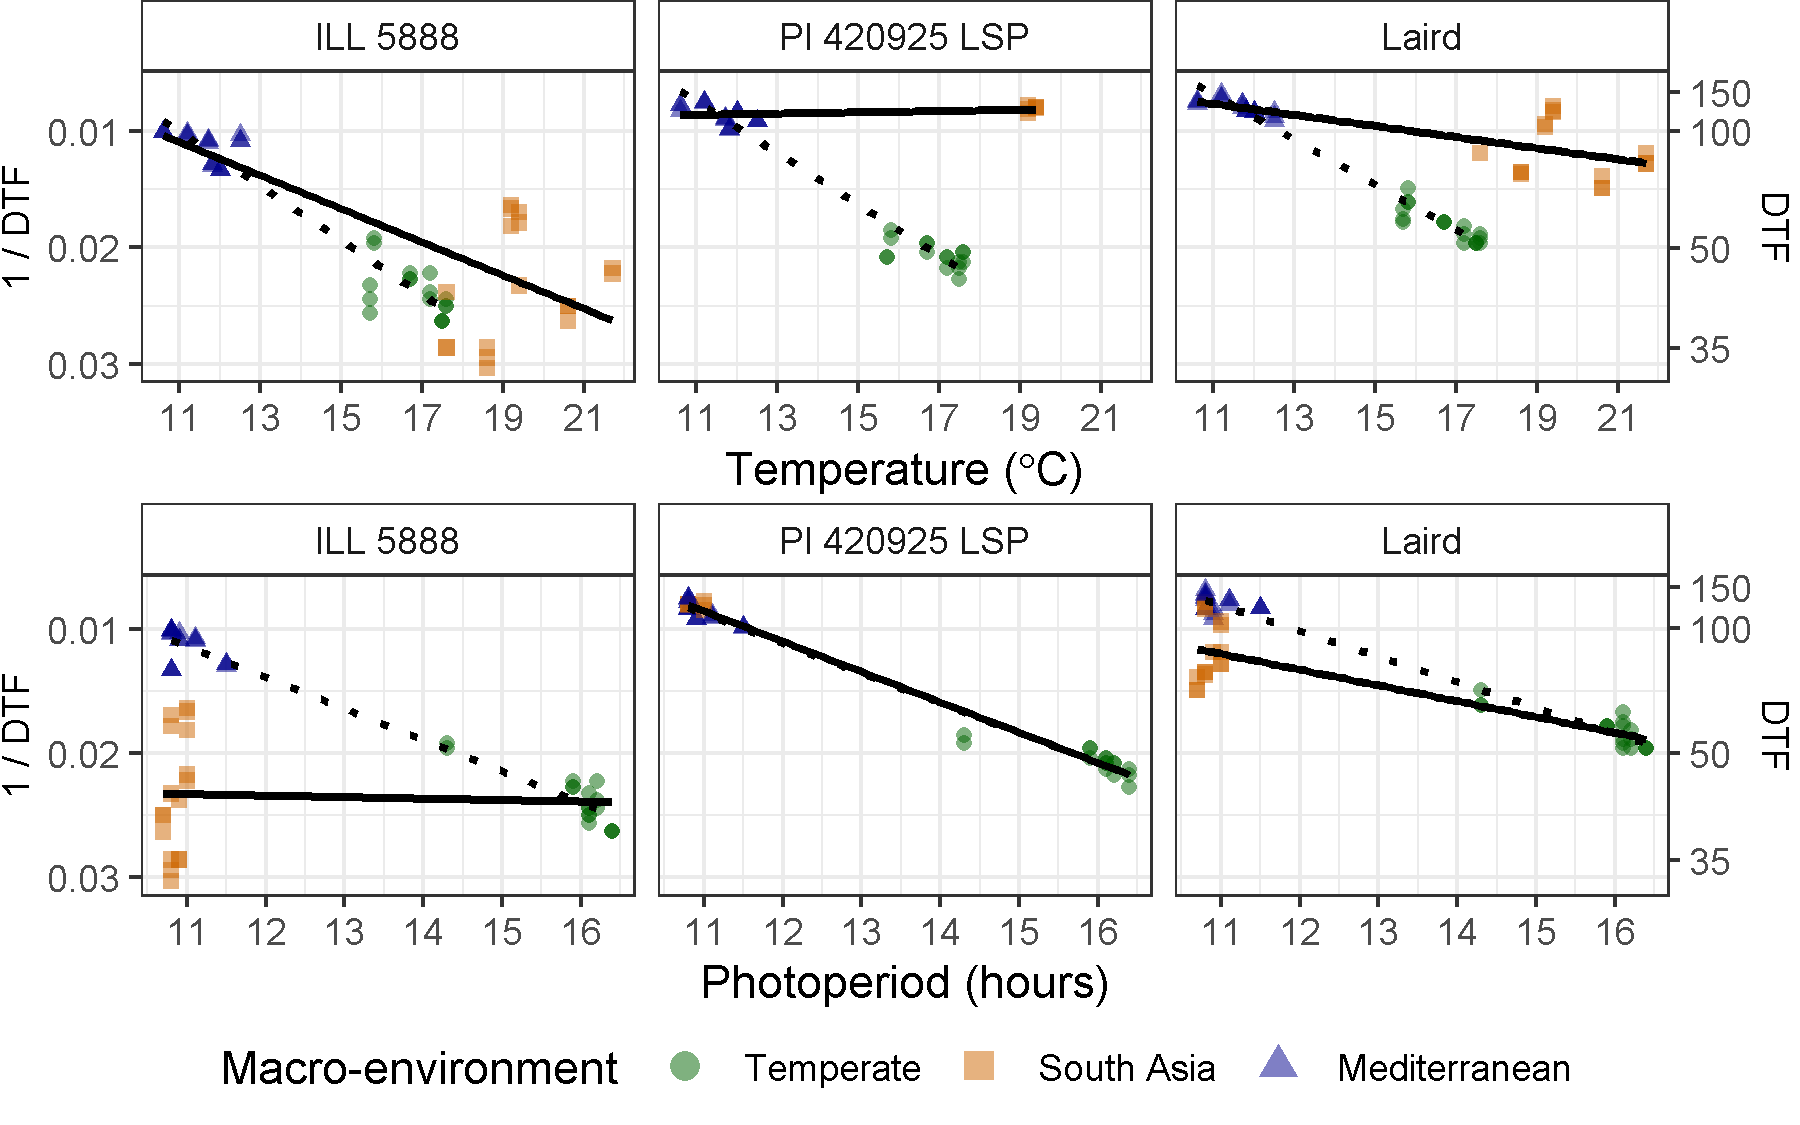 ILL 5888 PI 420925 LSP Laird
1 / DTF
0.01
0.02
0.03
150
100
50
35
DTF
11 13 15 17 19 21 11 13 15 17 19 21 11 13 15 17 19 21
Temperature (°C)
ILL 5888 PI 420925 LSP Laird
1 / DTF
0.01
0.02
0.03
150
100
50
35
DTF
11 12 13 14 15 16 11 12 13 14 15 16 11 12 13 14 15 16
Photoperiod (hours)
Macro-environment Temperate South Asia Mediterranean